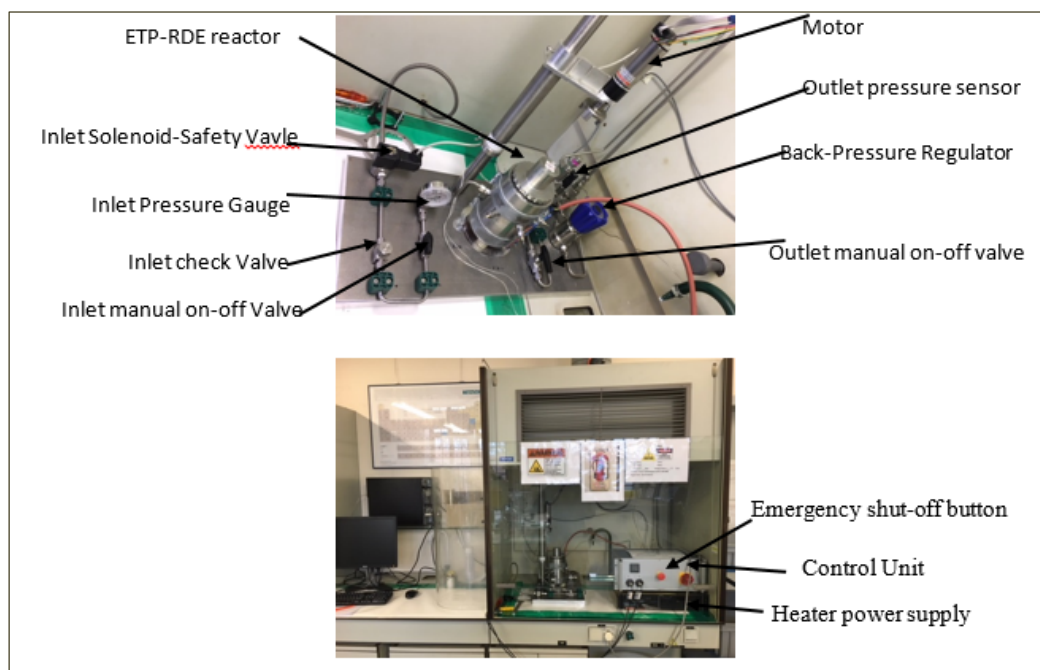 ETP-RDE reactor
Motor
Outlet pressure sensor
Inlet Solenoid-Safety Vavle
Back-Pressure Regulator
Inlet Pressure Gauge
Outlet manual on-off valve
Inlet check Valve
Inlet manual on-off Valve
Emergency shut-off button
Control Unit
Heater power supply